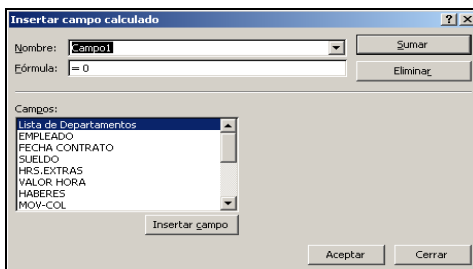 Insertar campo calculado
Nombre: Campo1 Sumar
Fórmula: = 0 Eliminar
Campos:
Lista de Departamentos
EMPLEADO
FECHA CONTRATO
SUELDO
HRS.EXTRAS
VALOR HORA
HABERES
MOV-COL
Insertar campo
Aceptar Cerrar